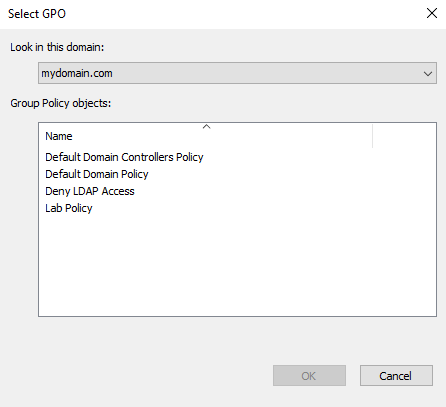 Select GPO
Look in this domain:
mydomain.com
Group Policy objects:
Name
Default Domain Controllers Policy
Default Domain Policy
Deny LDAP Access
Lab Policy
OK
Cancel